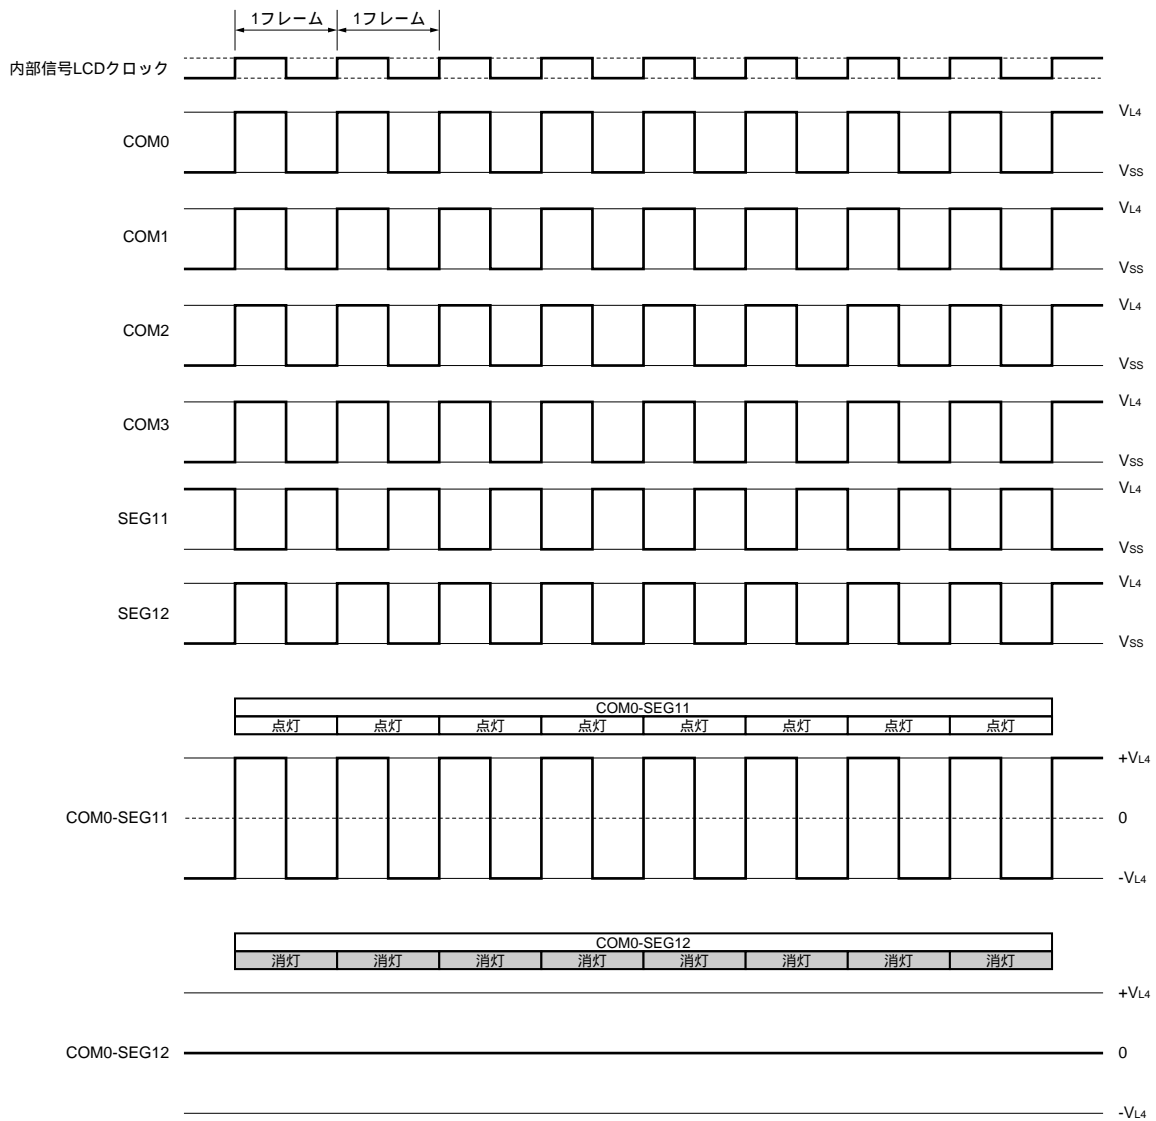 1フレーム 1フレーム
内部信号LCDクロック
VL4
COM0
VSS
VL4
COM1
VSS
VL4
COM2
VSS
VL4
COM3
VSS
VL4
SEG11
VSS
VL4
SEG12
VSS
COM0-SEG11
点灯 点灯 点灯 点灯 点灯 点灯 点灯 点灯
+VL4
COM0-SEG11 0
-VL4
COM0-SEG12
消灯 消灯 消灯 消灯 消灯 消灯 消灯 消灯
+VL4
COM0-SEG12 0
-VL4